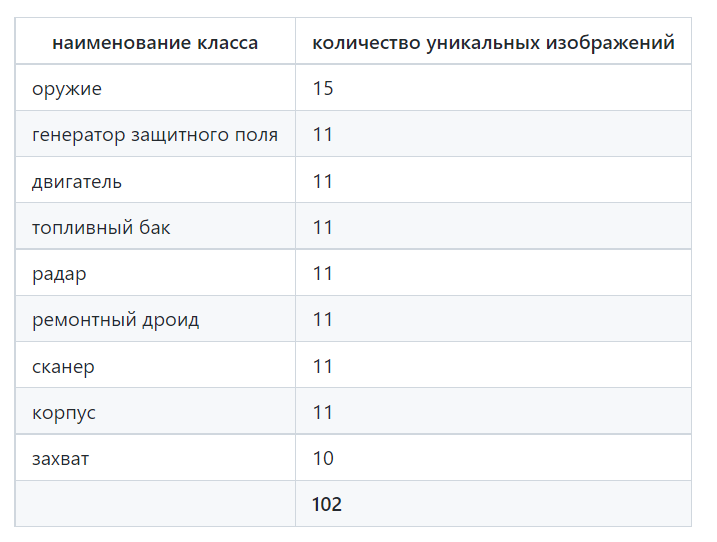 наименование класса количество уникальных изображений
оружие 15
генератор защитного поля 11
двигатель 11
топливный бак 11
радар 11
ремонтный дроид 11
сканер 11
корпус 11
захват 10
102